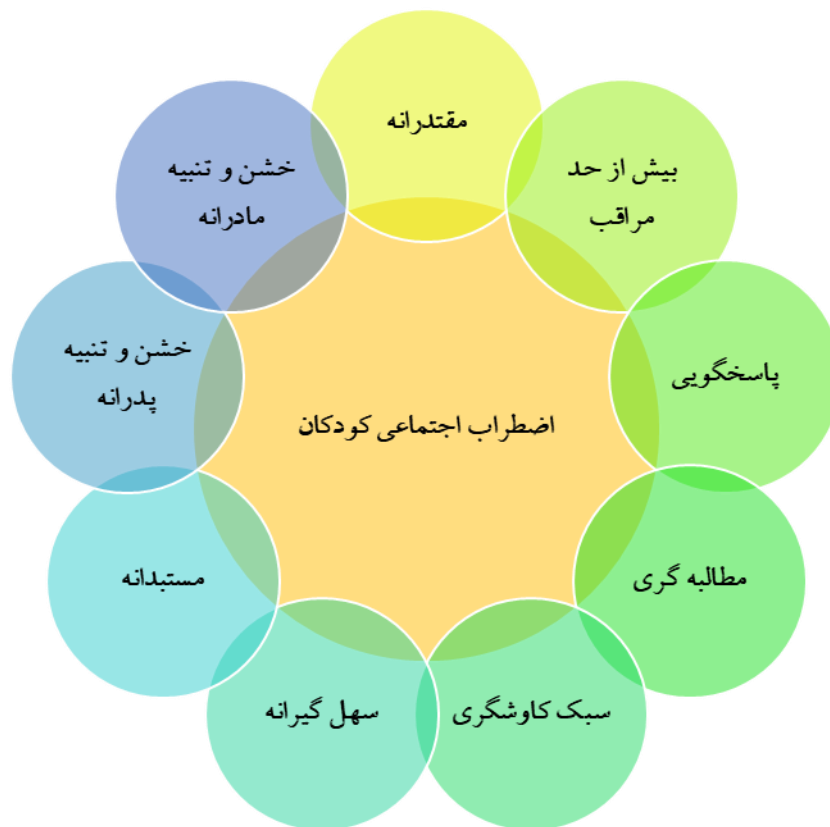 مقتدرانه
بیش از حد
مراقب
پاسخگویی
مطالبه گری
سبک کاوشگری
سهل گیرانه
مستبدانه
خشن و تنبیه
پدرانه
خشن و تنبیه
مادرانه
اضطراب اجتماعی کودکان